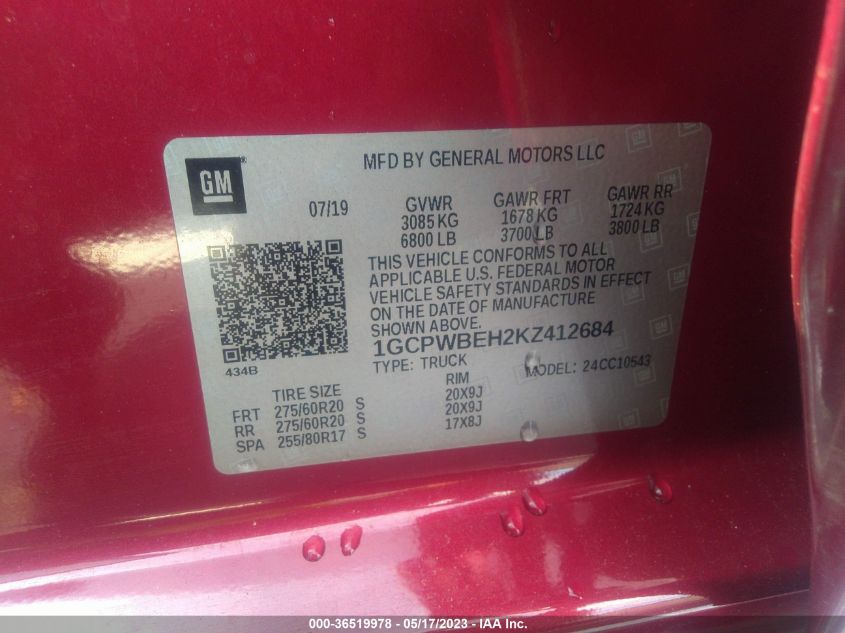 GM
MFD BY GENERAL MOTORS LLC
07/19
GVWR GAWR FRT GAWR RR
3085 KG 1678 KG 1724 KG
6800 LB 3700 LB 3800 LB
THIS VEHICLE CONFORMS TO ALL
APPLICABLE U.S. FEDERAL MOTOR
VEHICLE SAFETY STANDARDS IN EFFECT
ON THE DATE OF MANUFACTURE
SHOWN ABOVE.
1GCPWBEH2KZ412684
434B
TYPE: TRUCK MODEL: 24CC10543
TIRE SIZE RIM
FRT 275/60R20 S 20X9J
RR 275/60R20 S 20X9J
SPA 255/80R17 S 17X8J
000-36519978 - 05/17/2023 - IAA Inc.